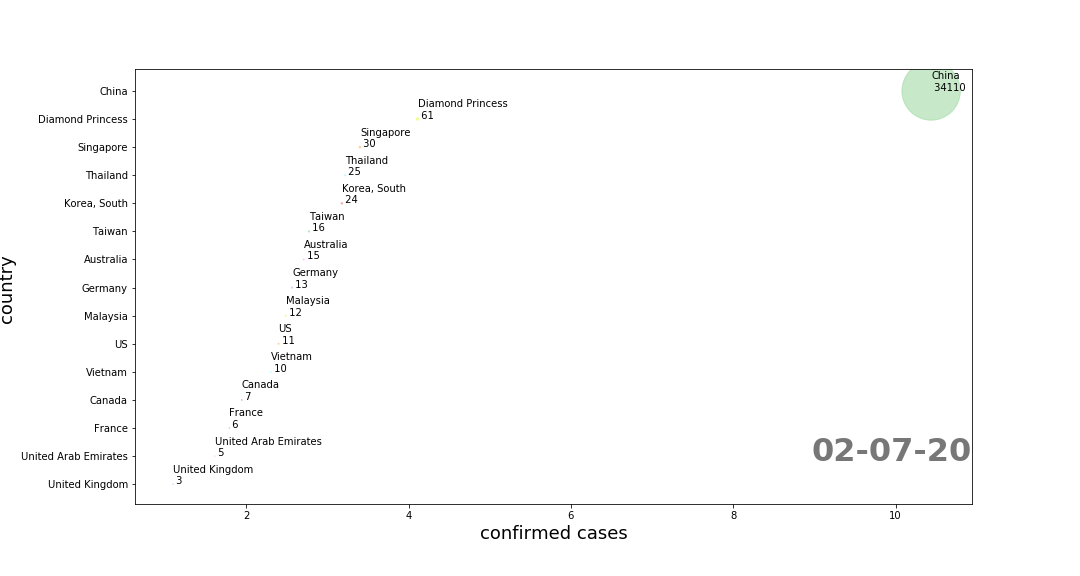 China
34110
China
Diamond Princess
61
Diamond Princess
Singapore
30
Singapore
Thailand
25
Thailand
Korea, South
24
Korea, South
Taiwan
16
Taiwan
Australia
15
Australia
Germany
13
Germany
Malaysia
12
Malaysia
US
11
US
Vietnam
10
Vietnam
Canada
7
Canada
France
6
France
United Arab Emirates
5
United Arab Emirates
United Kingdom
3
United Kingdom
country
02-07-20
2 4 6 8 10
confirmed cases